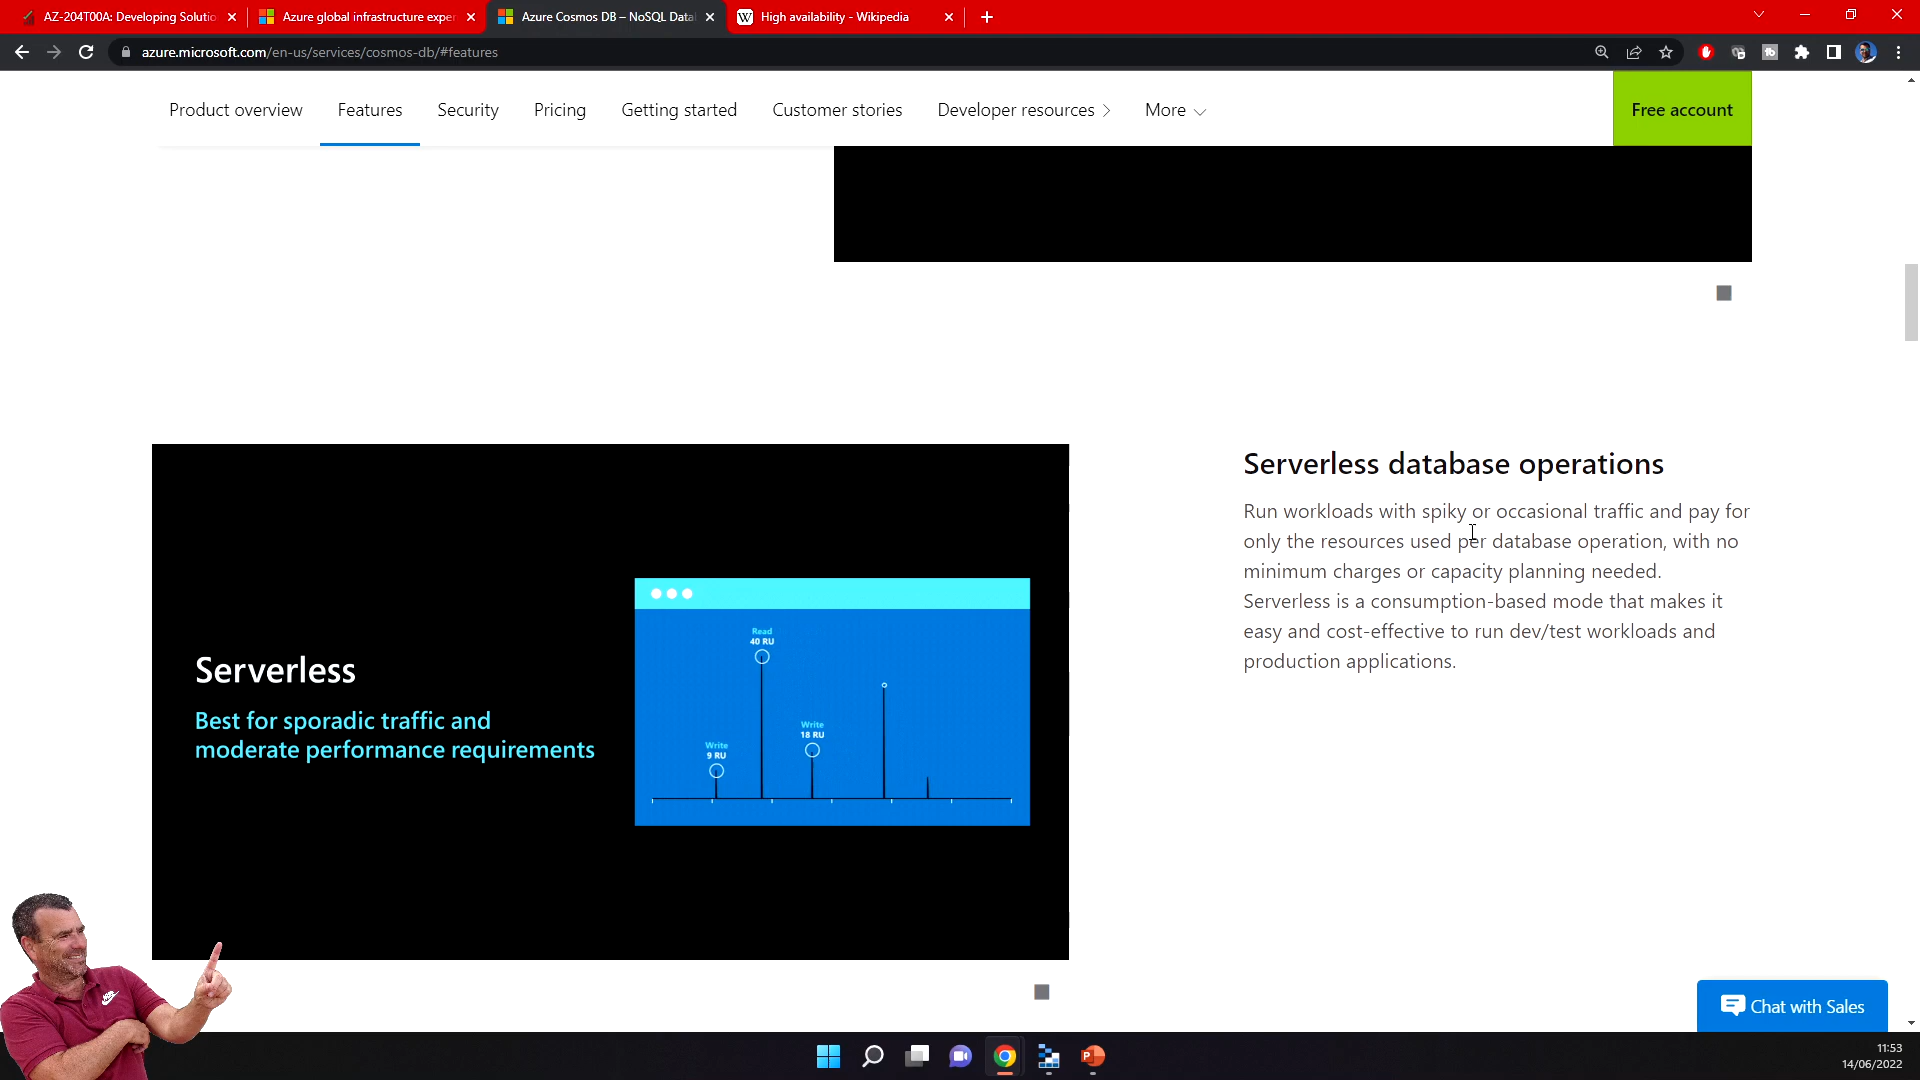 AZ-204T00A: Developing Solutio
Azure global infrastructure exper
Azure Cosmos DB – NoSQL Data
W
High availability - Wikipedia
azure.microsoft.com/en-us/services/cosmos-db/#features
Product overview
Features
Security
Pricing
Getting started
Customer stories
Developer resources
More
Free account
Serverless database operations
Run workloads with spiky or occasional traffic and pay for
only the resources used per database operation, with no
minimum charges or capacity planning needed.
Serverless is a consumption-based mode that makes it
easy and cost-effective to run dev/test workloads and
production applications.
Serverless
Best for sporadic traffic and
moderate performance requirements
Read
40 RU
Write
18 RU
Write
9 RU
Chat with Sales
11:53
14/06/2022